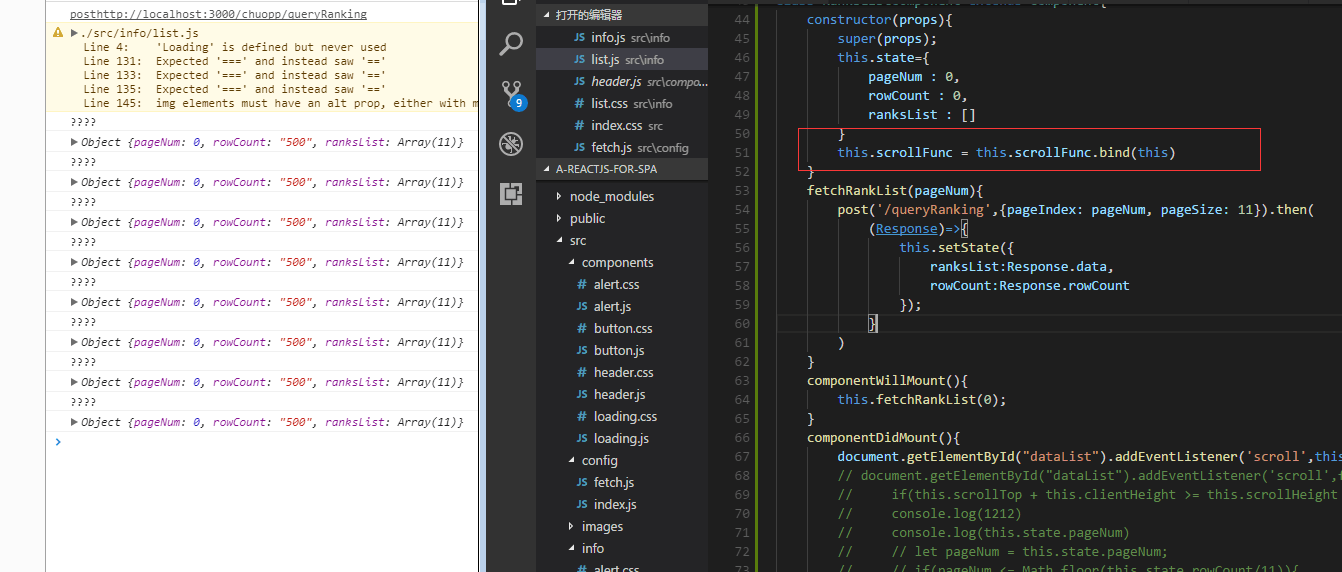 posthttp://localhost:3000/chuopp/queryRanking
./src/info/list.js
Line 4: 'Loading' is defined but never used
Line 131: Expected '===' and instead saw '=='
Line 133: Expected '===' and instead saw '=='
Line 135: Expected '===' and instead saw '=='
Line 145: img elements must have an alt prop, either with m
????
Object {pageNum: 0, rowCount: "500", ranksList: Array(11)}
????
Object {pageNum: 0, rowCount: "500", ranksList: Array(11)}
????
Object {pageNum: 0, rowCount: "500", ranksList: Array(11)}
????
Object {pageNum: 0, rowCount: "500", ranksList: Array(11)}
????
Object {pageNum: 0, rowCount: "500", ranksList: Array(11)}
????
Object {pageNum: 0, rowCount: "500", ranksList: Array(11)}
????
Object {pageNum: 0, rowCount: "500", ranksList: Array(11)}
????
Object {pageNum: 0, rowCount: "500", ranksList: Array(11)}
9
打开的编辑器
JS info.js src\info
JS list.js src\info
JS header.js src\compo...
# list.css src\info
# index.css src
JS fetch.js src\config
A-REACTJS-FOR-SPA
node_modules
public
src
components
# alert.css
JS alert.js
# button.css
JS button.js
# header.css
JS header.js
# loading.css
JS loading.js
config
JS fetch.js
JS index.js
images
info
# alert.css
44 constructor(props){
45 super(props);
46 this.state={
47 pageNum : 0,
48 rowCount : 0,
49 ranksList : []
50 }
51 this.scrollFunc = this.scrollFunc.bind(this)
52 }
53 fetchRankList(pageNum){
54 post('/queryRanking',{pageIndex: pageNum, pageSize: 11}).then(
55 (Response)=>{
56 this.setState({
57 ranksList:Response.data,
58 rowCount:Response.rowCount
59 });
60 }
61 )
62 }
63 componentWillMount(){
64 this.fetchRankList(0);
65 }
66 componentDidMount(){
67 document.getElementById("dataList").addEventListener('scroll',this
68 // document.getElementById("dataList").addEventListener('scroll',f
69 // if(this.scrollTop + this.clientHeight >= this.scrollHeight
70 // console.log(1212)
71 // console.log(this.state.pageNum)
72 // // let pageNum = this.state.pageNum;
73 // // if(pageNum <= Math.floor(this.state.rowCount/11)){